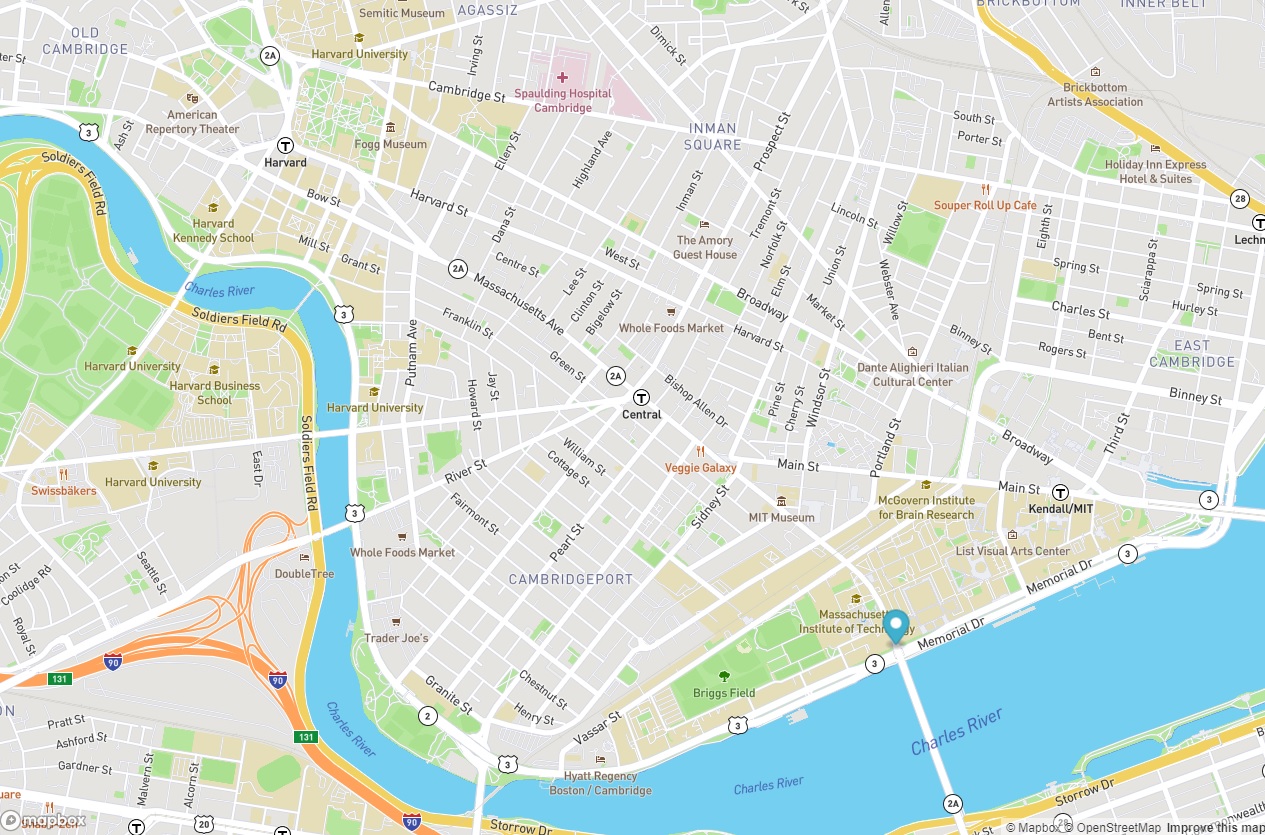 Semitic Museum
AGASSIZ
BRICKBOTTOM
INNER BELT
OLD
CAMBRIDGE
2A
Harvard University
Irving St
Dimick St
Spaulding Hospital
Cambridge
Cambridge St
Brickbottom
Artists Association
American
Repertory Theater
3
Ash St
Fogg Museum
Ellery St
Highland Ave
INMAN
SQUARE
Prospect St
South St
Porter St
Holiday Inn Express
Hotel & Suites
28
Soldiers Field Rd
Harvard
Bow St
Harvard St
Inman St
Souper Roll Up Cafe
Harvard
Kennedy School
Mill St
Grant St
Dana St
Centre St
West St
The Amory
Guest House
Tremont St
Norfolk St
Lincoln St
Willow St
Eighth St
Sciarappa St
Lechm
Charles River
Soldiers Field Rd
3
2A
Massachusetts Ave
Lee St
Clinton St
Bigelow St
Elm St
Union St
Webster Ave
Spring St
Spring St
Hurley St
Charles St
Bent St
Rogers St
Broadway
Market St
Binney St
EAST
CAMBRIDGE
Franklin St
Whole Foods Market
Harvard St
Putnam Ave
Green St
Harvard University
Harvard Business
School
Harvard University
Howard St
Jay St
2A
Central
Bishop Allen Dr
Pine St
Cherry St
Windsor St
Dante Alighieri Italian
Cultural Center
Binney St
Third St
Broadway
Portland St
Soldiers Field Rd
East Dr
Swissbäkers
Harvard University
River St
William St
Cottage St
Veggie Galaxy
Main St
Main St
Kendall/MIT
3
McGovern Institute
for Brain Research
Sidney St
MIT Museum
Fairmont St
Pearl St
3
Whole Foods Market
List Visual Arts Center
3
Memorial Dr
Coolidge Rd
Seattle St
Royal St
DoubleTree
CAMBRIDGEPORT
Trader Joe's
Massachusetts
Institute of Technology
Memorial Dr
3
90
131
90
131
Briggs Field
Granite St
2
Chestnut St
Henry St
Vassar St
3
3
Charles River
Charles River
Charles River
Pratt St
Ashford St
Gardner St
Malvern St
Alcorn St
Hyatt Regency
Boston / Cambridge
2A
Storrow Dr
20
90
Storrow Dr
mapbox
© Mapbox © OpenStreetMap Improve this map